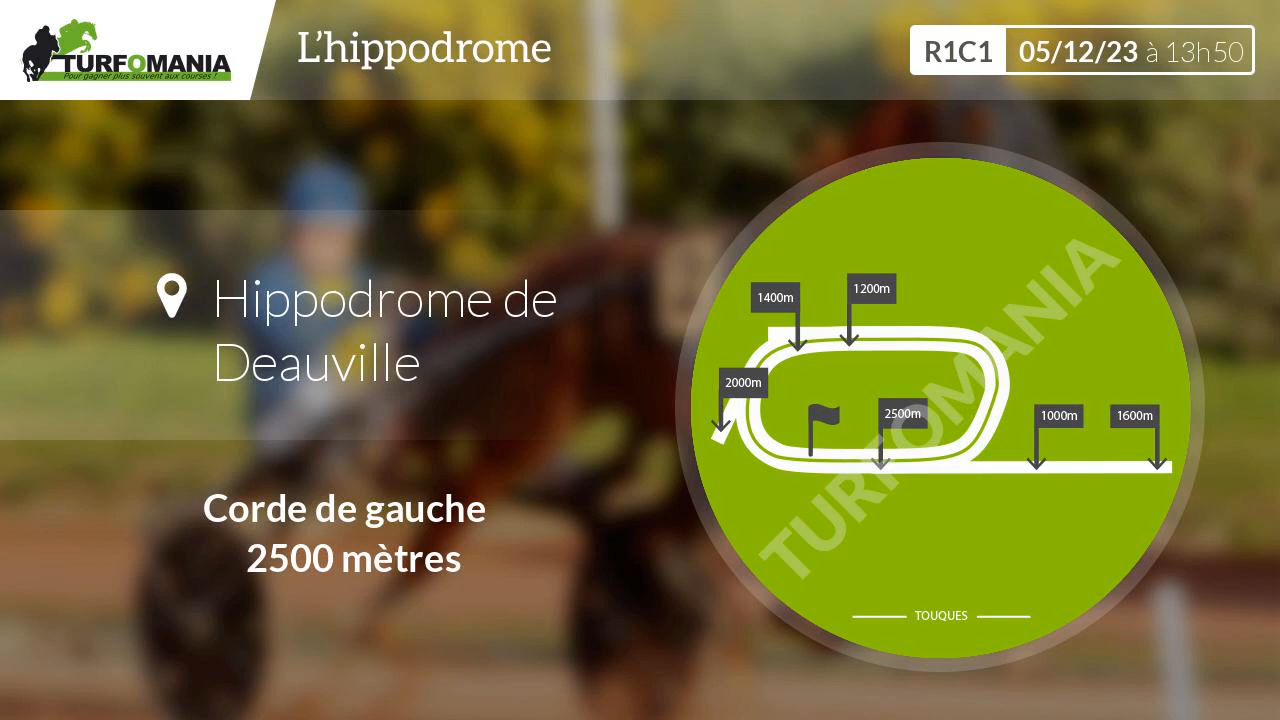 TURFOMANIA
Pour gagner plus souvent aux courses !
L'hippodrome
R1C1 05/12/23 à 13h50
Hippodrome de
Deauville
Corde de gauche
2500 mètres
1400m
1200m
2000m
2500m
1000m
1600m
TURFOMANIA
TOUQUES